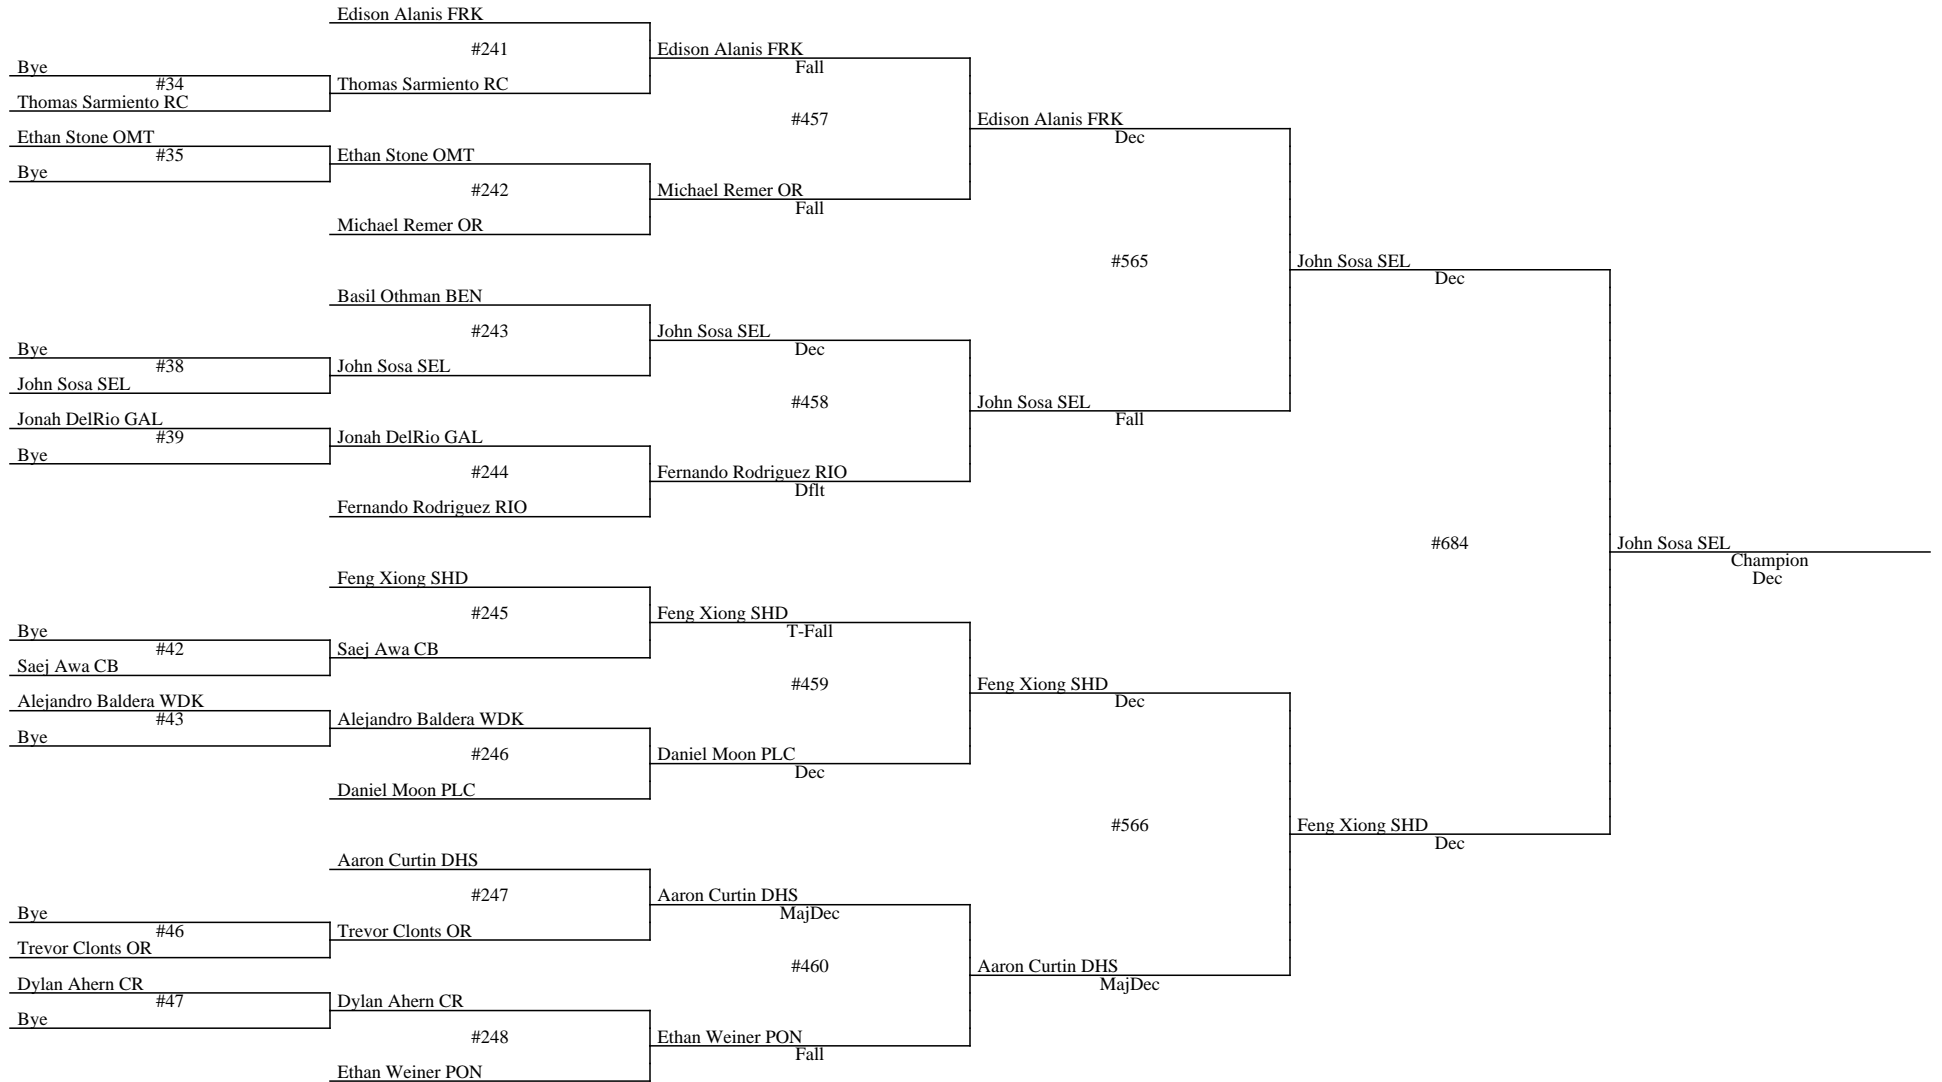 Edison Alanis FRK
#241
Edison Alanis FRK
Fall
Bye
#34
Thomas Sarmiento RC
Thomas Sarmiento RC
#457
Edison Alanis FRK
Dec
Ethan Stone OMT
#35
Bye
Ethan Stone OMT
#242
Michael Remer OR
Fall
Michael Remer OR
#565
John Sosa SEL
Dec
Basil Othman BEN
#243
John Sosa SEL
Dec
Bye
#38
John Sosa SEL
John Sosa SEL
#458
John Sosa SEL
Fall
Jonah DelRio GAL
#39
Bye
Jonah DelRio GAL
#244
Fernando Rodriguez RIO
Dflt
Fernando Rodriguez RIO
#684
John Sosa SEL
Champion
Dec
Feng Xiong SHD
#245
Feng Xiong SHD
T-Fall
Bye
#42
Saej Awa CB
Saej Awa CB
#459
Feng Xiong SHD
Dec
Alejandro Baldera WDK
#43
Bye
Alejandro Baldera WDK
#246
Daniel Moon PLC
Dec
Daniel Moon PLC
#566
Feng Xiong SHD
Dec
Aaron Curtin DHS
#247
Aaron Curtin DHS
MajDec
Bye
#46
Trevor Clonts OR
Trevor Clonts OR
#460
Aaron Curtin DHS
MajDec
Dylan Ahern CR
#47
Bye
Dylan Ahern CR
#248
Ethan Weiner PON
Fall
Ethan Weiner PON